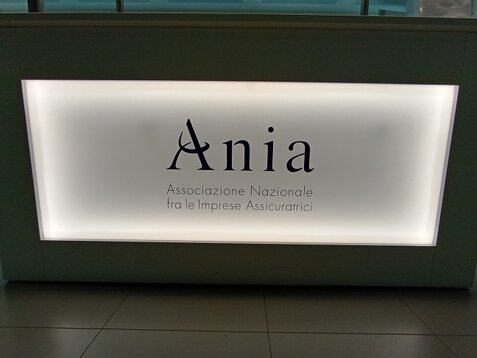 Ania
Associazione Nazionale
fra le Imprese Assicuratrici